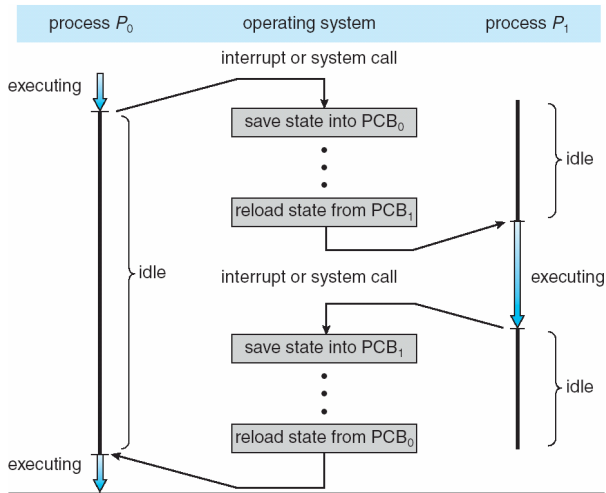 process P0 operating system process P1
interrupt or system call
executing
save state into PCB0
idle
reload state from PCB1
idle
interrupt or system call
executing
save state into PCB1
idle
reload state from PCB0
executing